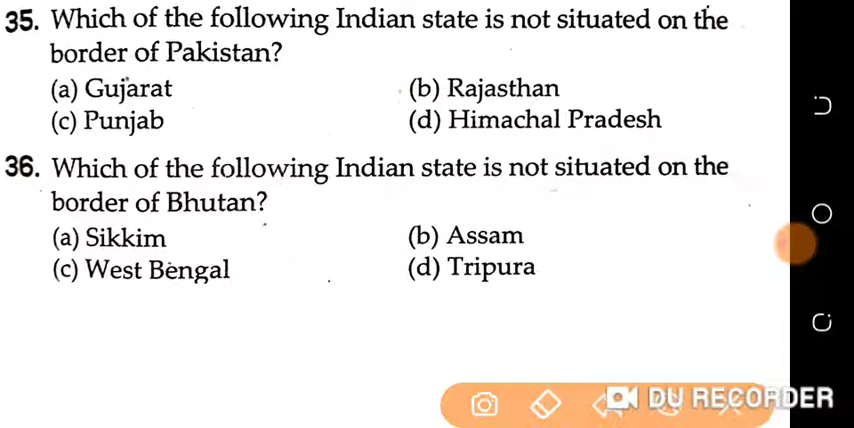 35. Which of the following Indian state is not situated on the
border of Pakistan?
(a) Gujarat (b) Rajasthan
(c) Punjab (d) Himachal Pradesh
36. Which of the following Indian state is not situated on the
border of Bhutan?
(a) Sikkim (b) Assam
(c) West Bengal (d) Tripura
DU RECORDER